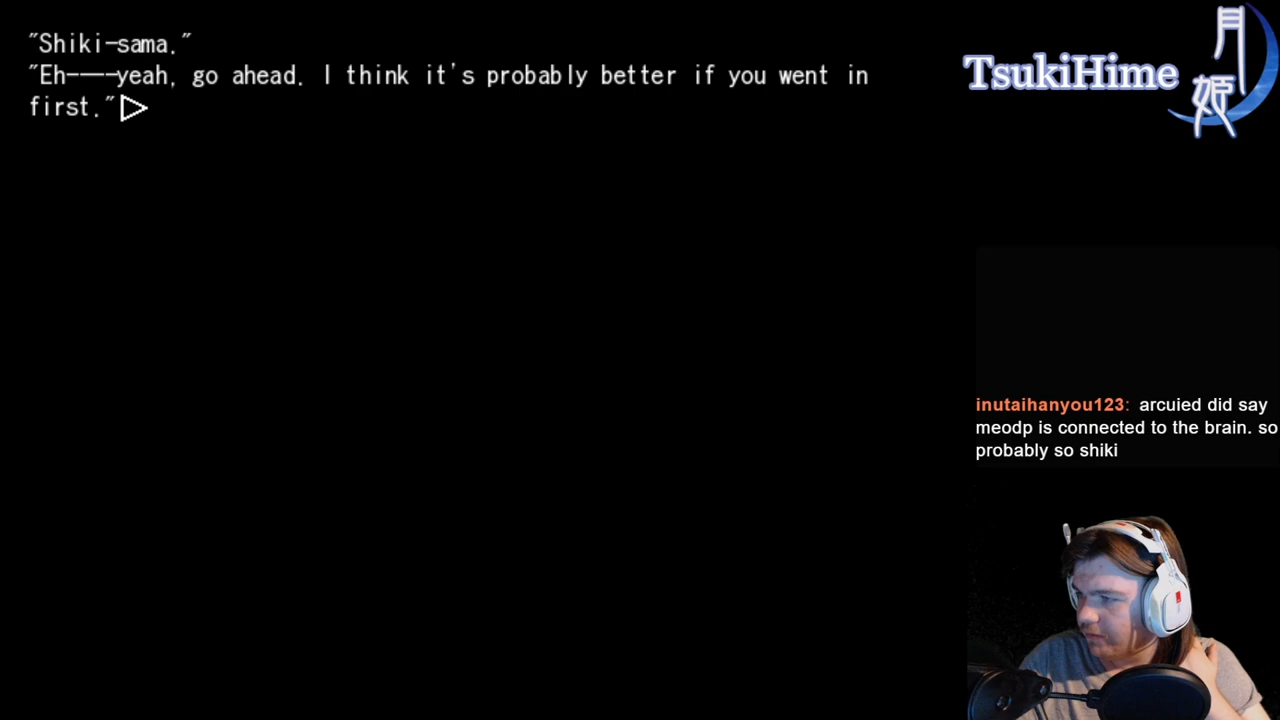 "Shiki-sama."
"Eh———yeah, go ahead. I think it's probably better if you went in
first."
TsukiHime
月
姫
inutaihanyou123: arcuied did say
meodp is connected to the brain. so
probably so shiki